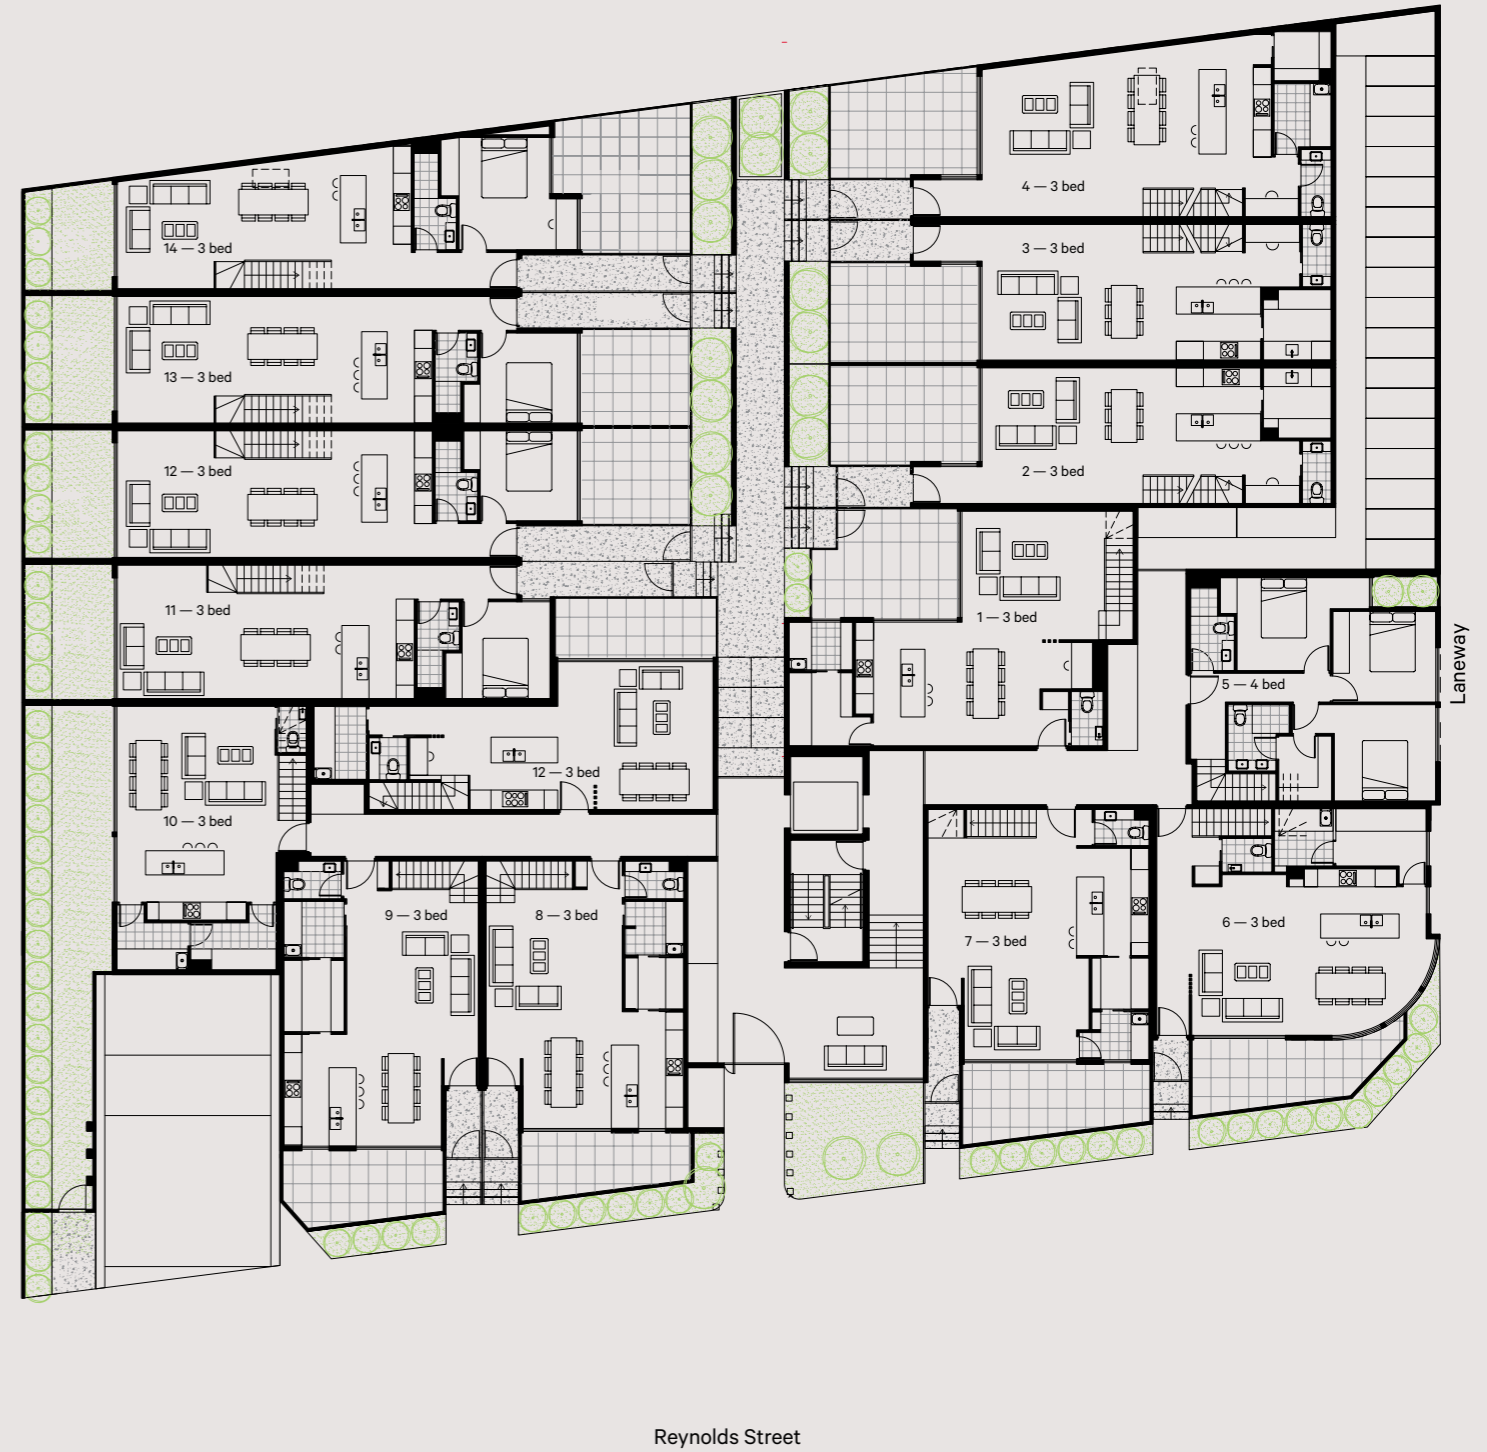 4 — 3 bed
14 — 3 bed
3 — 3 bed
13 — 3 bed
12 — 3 bed
2 — 3 bed
11 — 3 bed
1 — 3 bed
5 — 4 bed
Laneway
12 — 3 bed
10 — 3 bed
9 — 3 bed
8 — 3 bed
6 — 3 bed
7 — 3 bed
Reynolds Street